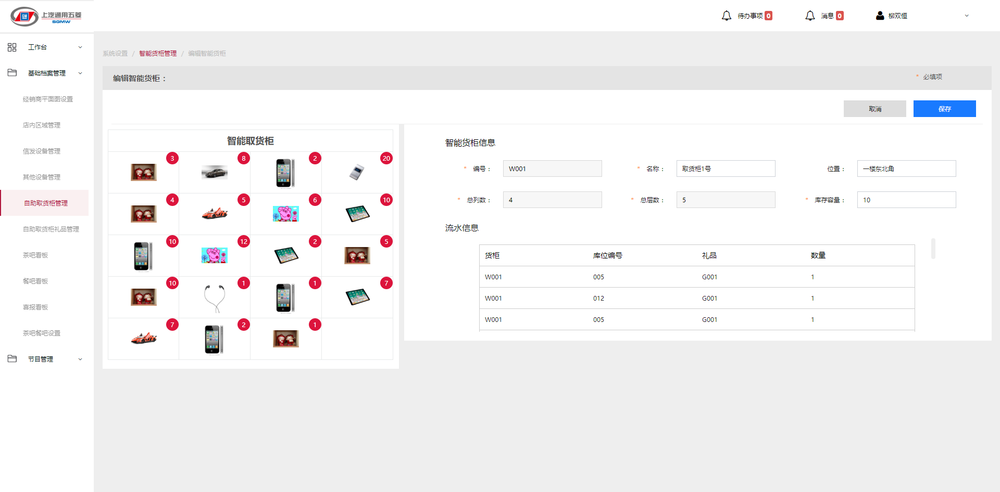 上汽通用五菱
SGMW
GM
待办事项 0
消息 0
柳双恒
工作台
基础档案管理
经销商平面图设置
店内区域管理
信发设备管理
其他设备管理
自助取货柜管理
自助取货柜礼品管理
茶吧看板
餐吧看板
喜报看板
茶吧餐吧设置
节目管理
系统设置 / 智能货柜管理 / 编辑智能货柜
编辑智能货柜：
* 必填项
取消
保存
智能取货柜
3 8 2 20
4 5 6 10
10 12 2 5
10 1 1 7
7 2 1
智能货柜信息
* 编号： W001 * 名称： 取货柜1号 位置： 一楼东北角
* 总列数： 4 * 总层数： 5 * 库存容量： 10
流水信息
货柜 库位编号 礼品 数量
W001 005 G001 1
W001 012 G001 1
W001 005 G001 1